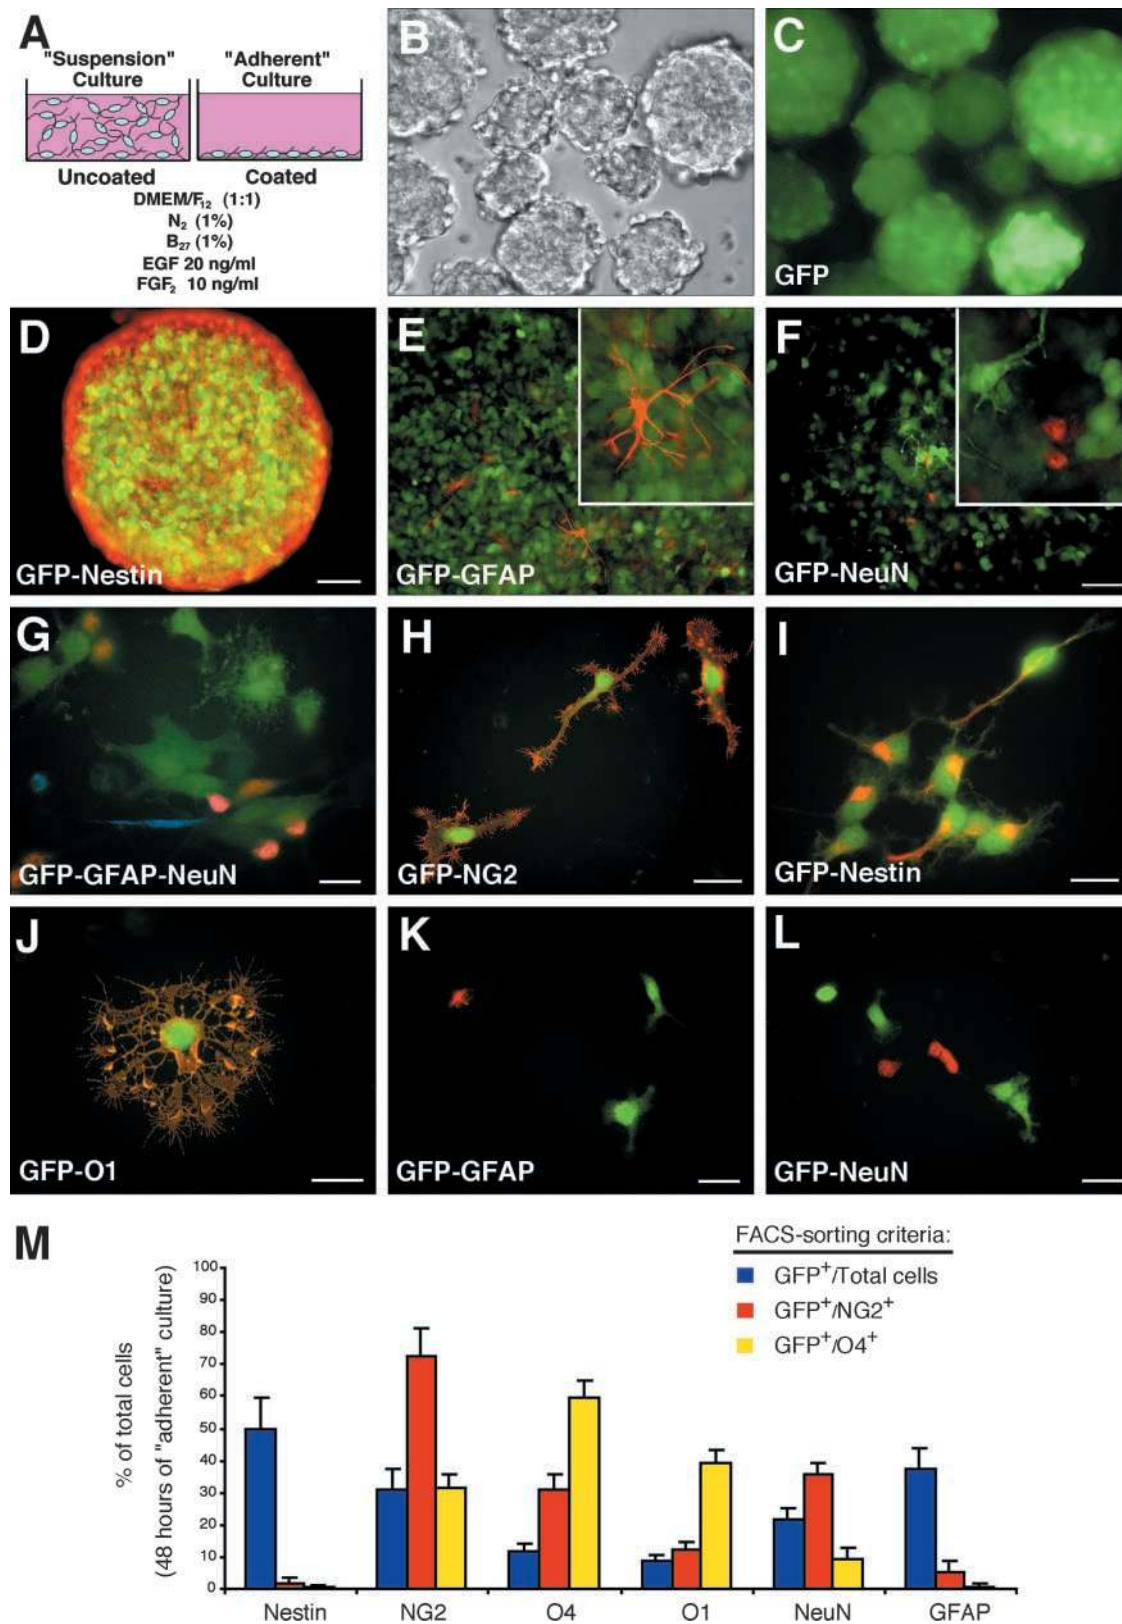 A
"Suspension" Culture
"Adherent" Culture
Uncoated
Coated
DMEM/F12 (1:1)
N2 (1%)
B27 (1%)
EGF 20 ng/ml
FGF2 10 ng/ml
B
C
GFP
D
GFP-Nestin
E
GFP-GFAP
F
GFP-NeuN
G
GFP-GFAP-NeuN
H
GFP-NG2
I
GFP-Nestin
J
GFP-O1
K
GFP-GFAP
L
GFP-NeuN
M
FACS-sorting criteria:
GFP+/Total cells
GFP+/NG2+
GFP+/O4+
% of total cells
(48 hours of "adherent" culture)
100
90
80
70
60
50
40
30
20
10
0
Nestin NG2 O4 O1 NeuN GFAP